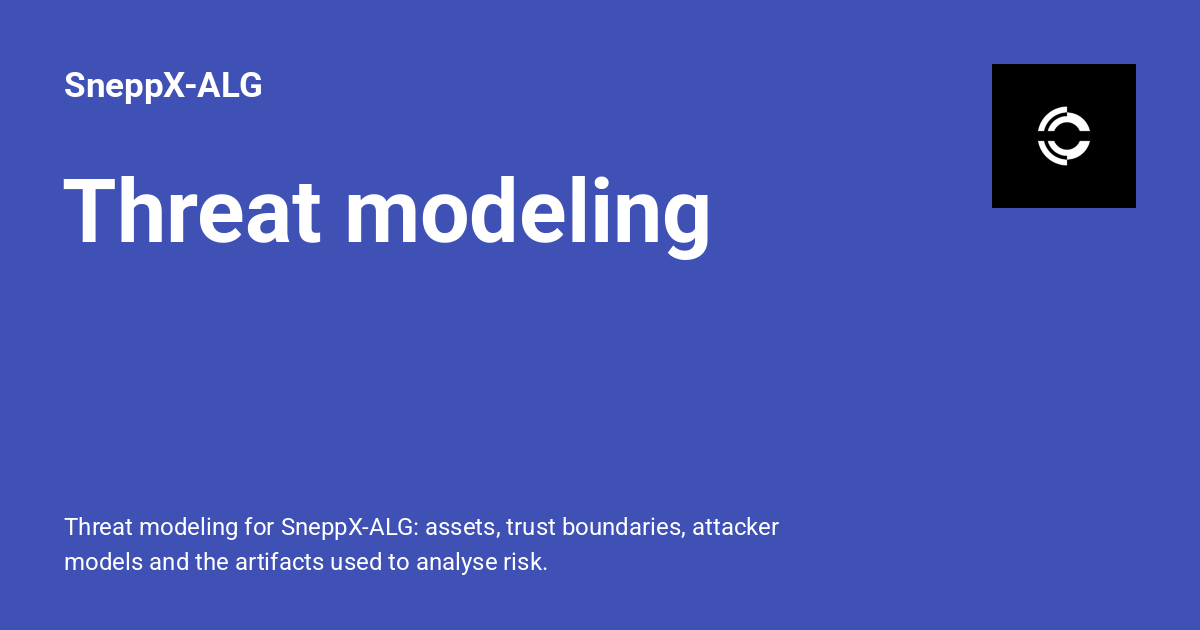 SneppX-ALG
Threat modeling
Threat modeling for SneppX-ALG: assets, trust boundaries, attacker
models and the artifacts used to analyse risk.